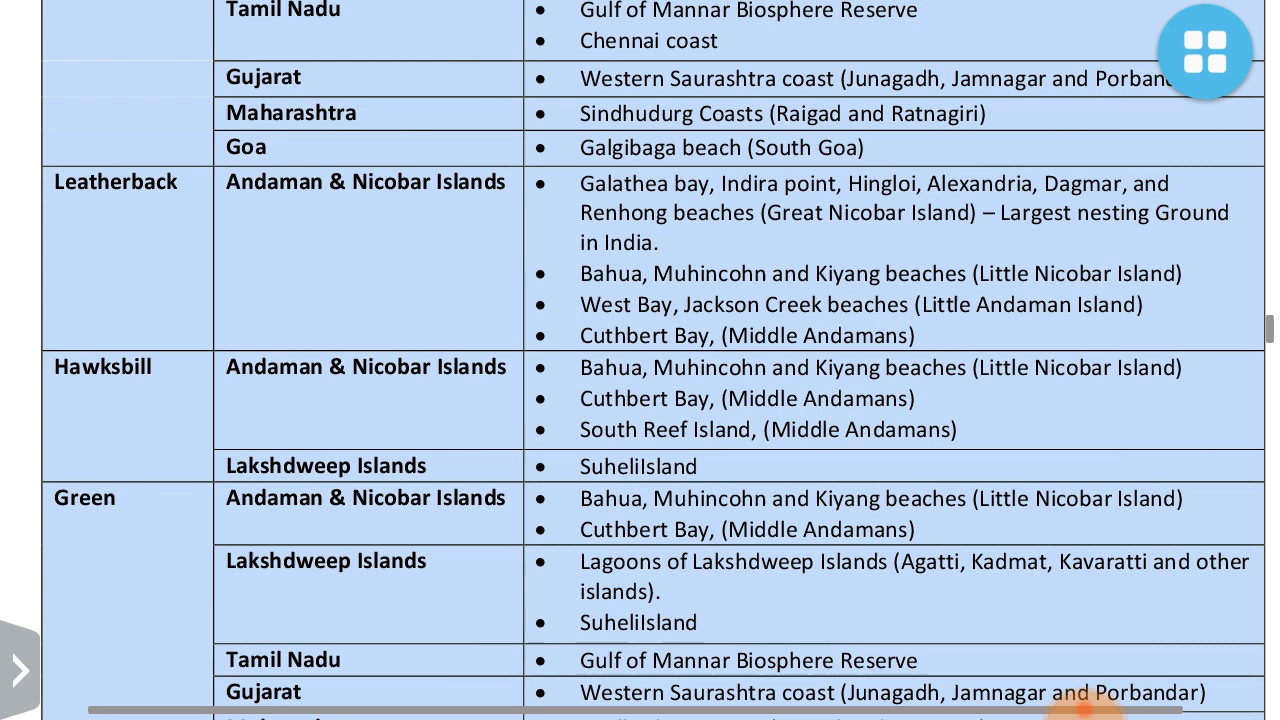 Tamil Nadu
• Gulf of Mannar Biosphere Reserve
• Chennai coast
Gujarat
• Western Saurashtra coast (Junagadh, Jamnagar and
Maharashtra
• Sindhudurg Coasts (Raigad and Ratnagiri)
Goa
• Galgibaga beach (South Goa)
Leatherback
Andaman & Nicobar Islands
• Galathea bay, Indira point, Hingloi, Alexandria, Dagmar, and
Renhong beaches (Great Nicobar Island) – Largest nesting Ground
in India.
• Bahua, Muhincohn and Kiyang beaches (Little Nicobar Island)
• West Bay, Jackson Creek beaches (Little Andaman Island)
• Cuthbert Bay, (Middle Andamans)
Hawksbill
Andaman & Nicobar Islands
• Bahua, Muhincohn and Kiyang beaches (Little Nicobar Island)
• Cuthbert Bay, (Middle Andamans)
• South Reef Island, (Middle Andamans)
Lakshdweep Islands
• SuheliIsland
Green
Andaman & Nicobar Islands
• Bahua, Muhincohn and Kiyang beaches (Little Nicobar Island)
• Cuthbert Bay, (Middle Andamans)
Lakshdweep Islands
• Lagoons of Lakshdweep Islands (Agatti, Kadmat, Kavaratti and other
islands).
• SuheliIsland
Tamil Nadu
• Gulf of Mannar Biosphere Reserve
Gujarat
• Western Saurashtra coast (Junagadh, Jamnagar and Porbandar)